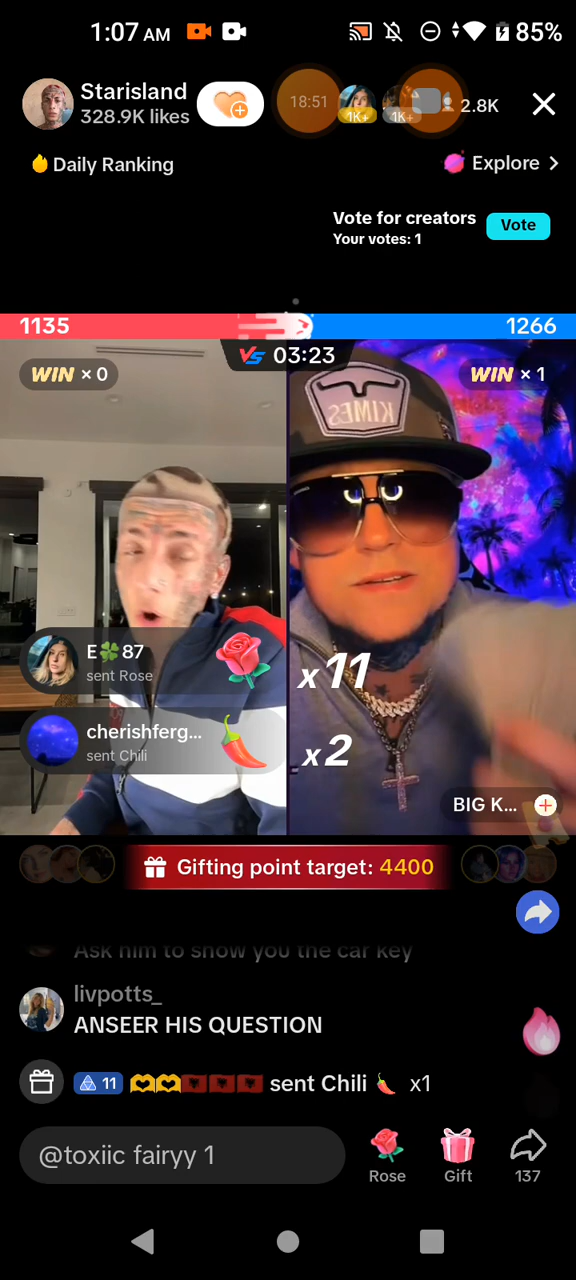 1:07 AM
85%
Starisland
328.9K likes
18:51
1K+
1K+
2.8K
Daily Ranking
Explore >
Vote for creators
Your votes: 1
Vote
1135
1266
VS 03:23
WIN × 0
WIN × 1
KIMES
E🍀87
sent Rose
x11
cherishferg...
sent Chili
x2
BIG K...
Gifting point target: 4400
Ask him to show you the car key
livpotts_
ANSEER HIS QUESTION
11 🫶🫶🇦🇱🇦🇱🇦🇱 sent Chili 🌶 x1
@toxiic fairyy 1
Rose
Gift
137